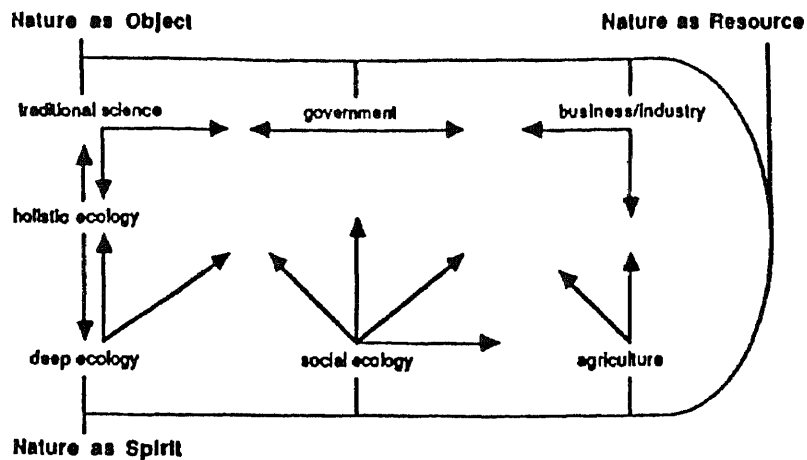 Nature as Object
Nature as Resource
traditional science
government
business/industry
holistic ecology
deep ecology
social ecology
agriculture
Nature as Spirit